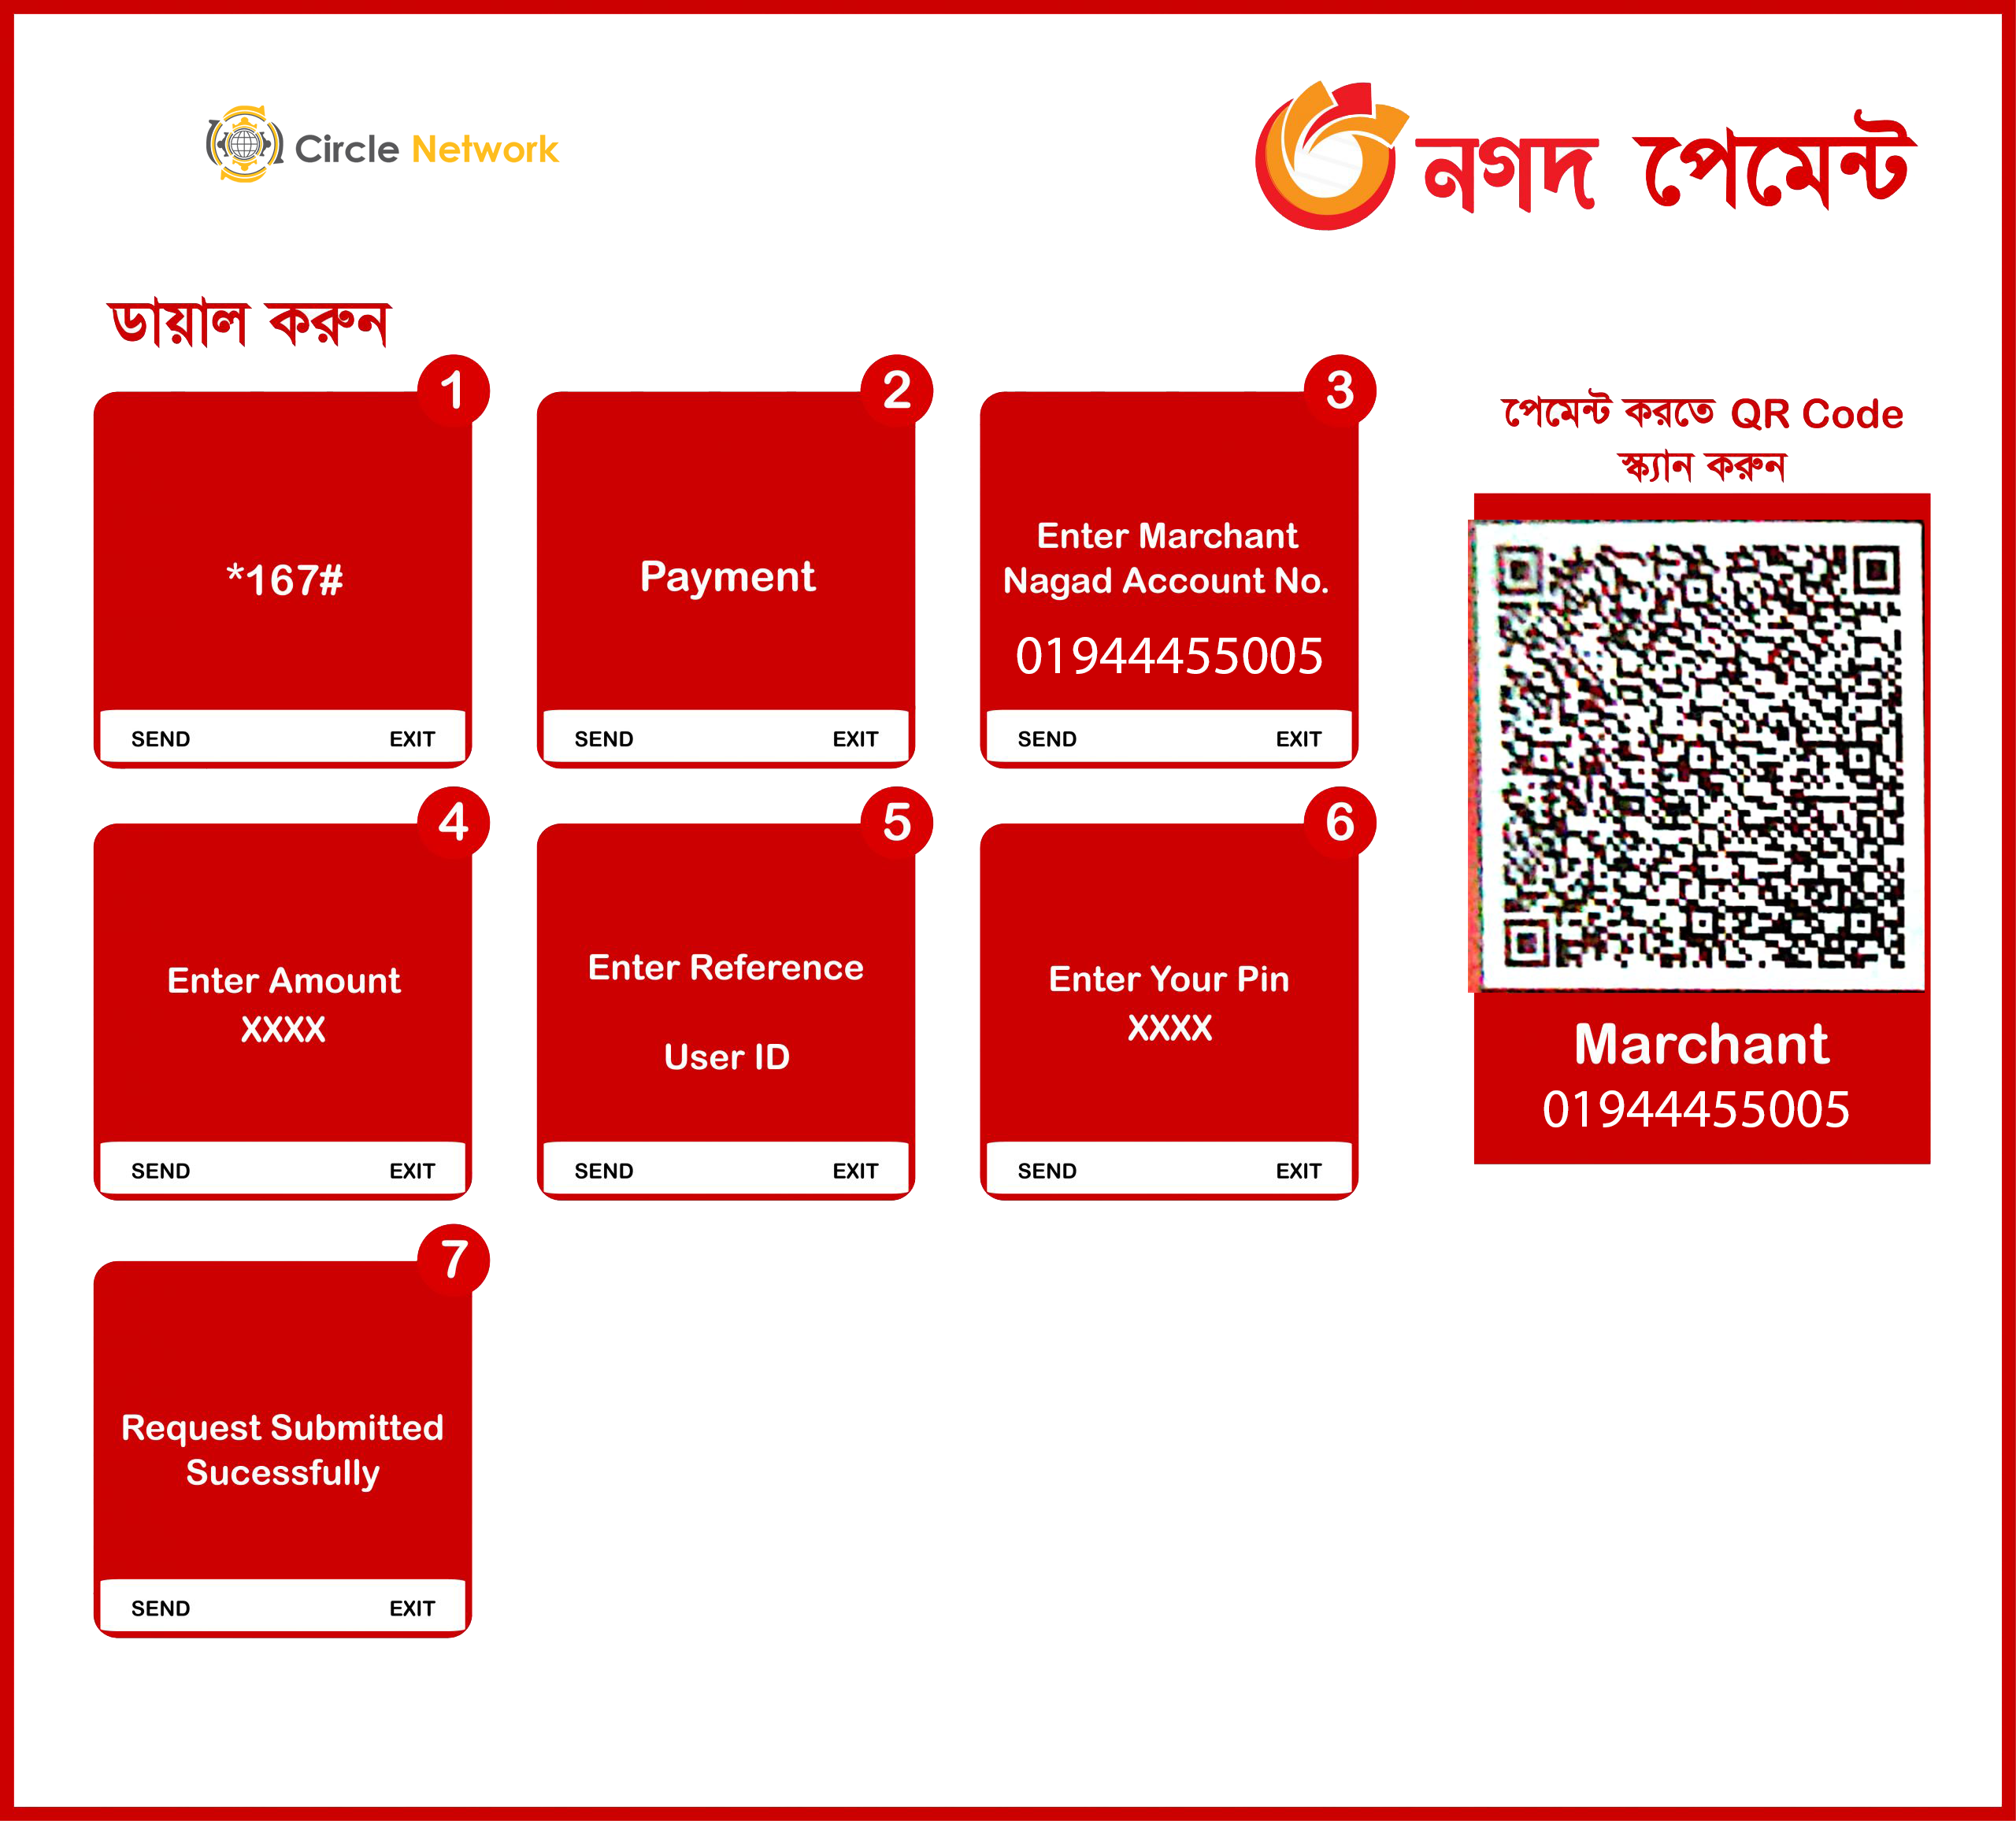 Circle Network
নগদ পেমেন্ট
ডায়াল করুন
1
*167#
SEND EXIT
2
Payment
SEND EXIT
3
Enter Marchant
Nagad Account No.
01944455005
SEND EXIT
4
Enter Amount
XXXX
SEND EXIT
5
Enter Reference
User ID
SEND EXIT
6
Enter Your Pin
XXXX
SEND EXIT
7
Request Submitted
Sucessfully
SEND EXIT
পেমেন্ট করতে QR Code
স্ক্যান করুন
Marchant
01944455005